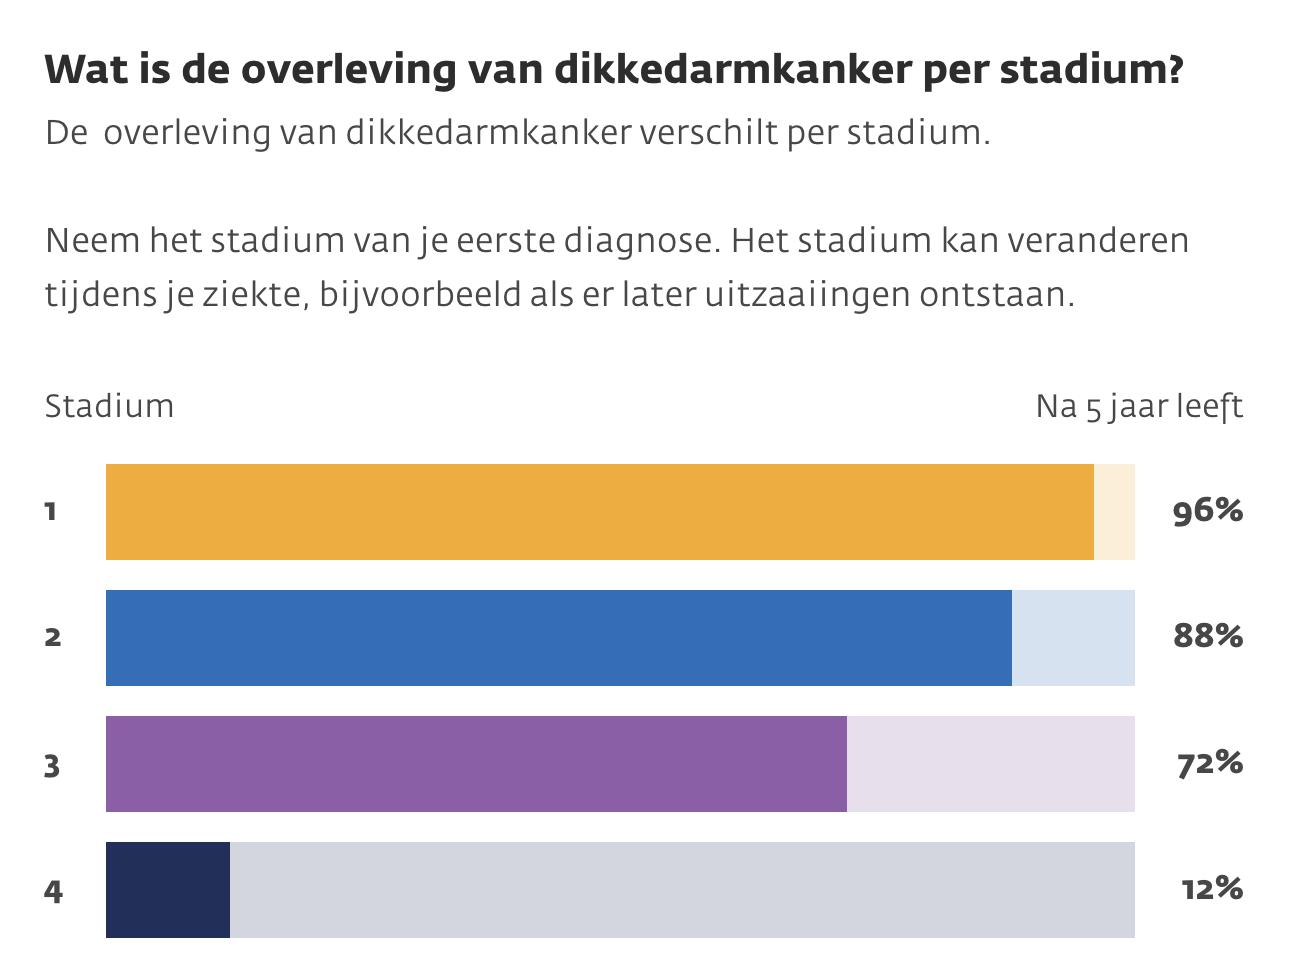 Wat is de overleving van dikkedarmkanker per stadium?
De overleving van dikkedarmkanker verschilt per stadium.
Neem het stadium van je eerste diagnose. Het stadium kan veranderen
tijdens je ziekte, bijvoorbeeld als er later uitzaaiingen ontstaan.
Stadium Na 5 jaar leeft
1 96%
2 88%
3 72%
4 12%